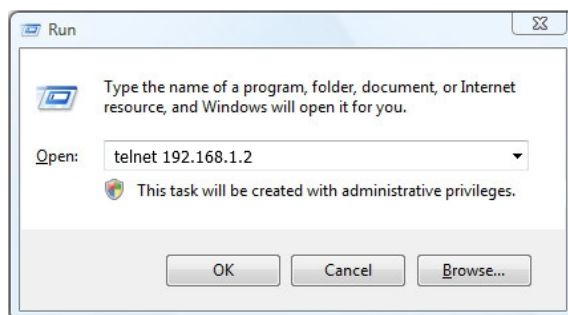 Run
Type the name of a program, folder, document, or Internet
resource, and Windows will open it for you.
Open: telnet 192.168.1.2
This task will be created with administrative privileges.
OK Cancel Browse...